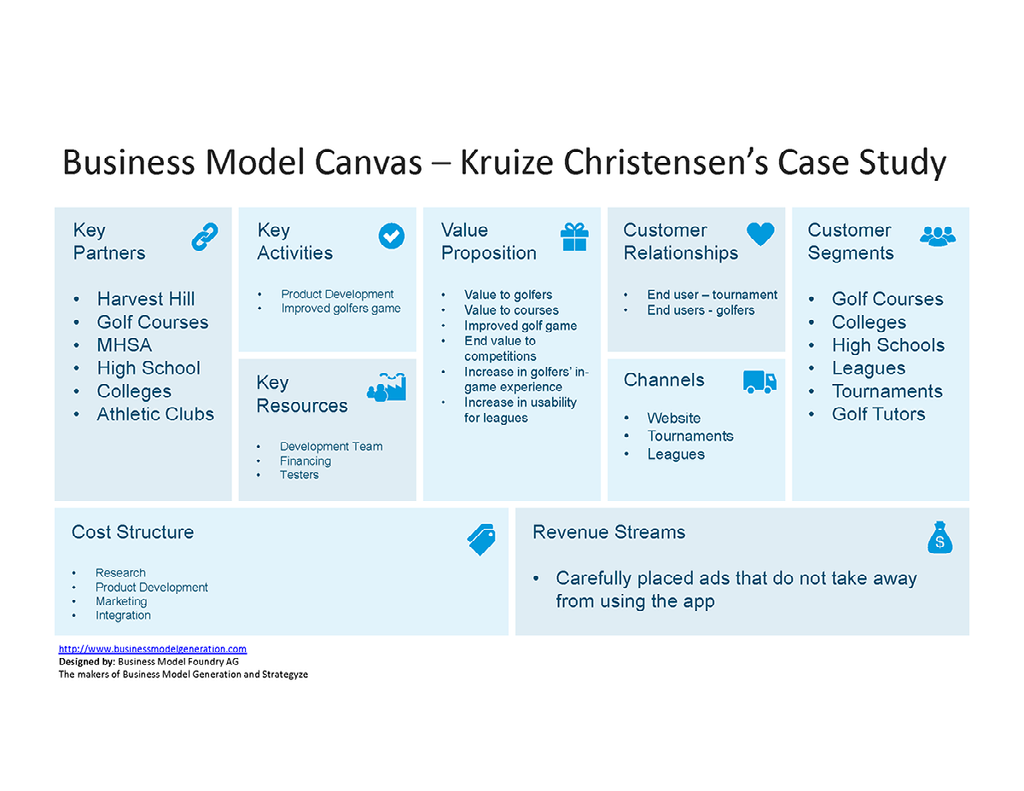 Business Model Canvas – Kruize Christensen's Case Study
Key
Partners
• Harvest Hill
• Golf Courses
• MHSA
• High School
• Colleges
• Athletic Clubs
Key
Activities
• Product Development
• Improved golfers game
Key
Resources
• Development Team
• Financing
• Testers
Value
Proposition
• Value to golfers
• Value to courses
• Improved golf game
• End value to
competitions
• Increase in golfers' in-
game experience
• Increase in usability
for leagues
Customer
Relationships
• End user – tournament
• End users - golfers
Channels
• Website
• Tournaments
• Leagues
Customer
Segments
• Golf Courses
• Colleges
• High Schools
• Leagues
• Tournaments
• Golf Tutors
Cost Structure
• Research
• Product Development
• Marketing
• Integration
Revenue Streams
$
• Carefully placed ads that do not take away
from using the app
http://www.businessmodelgeneration.com
Designed by: Business Model Foundry AG
The makers of Business Model Generation and Strategyze